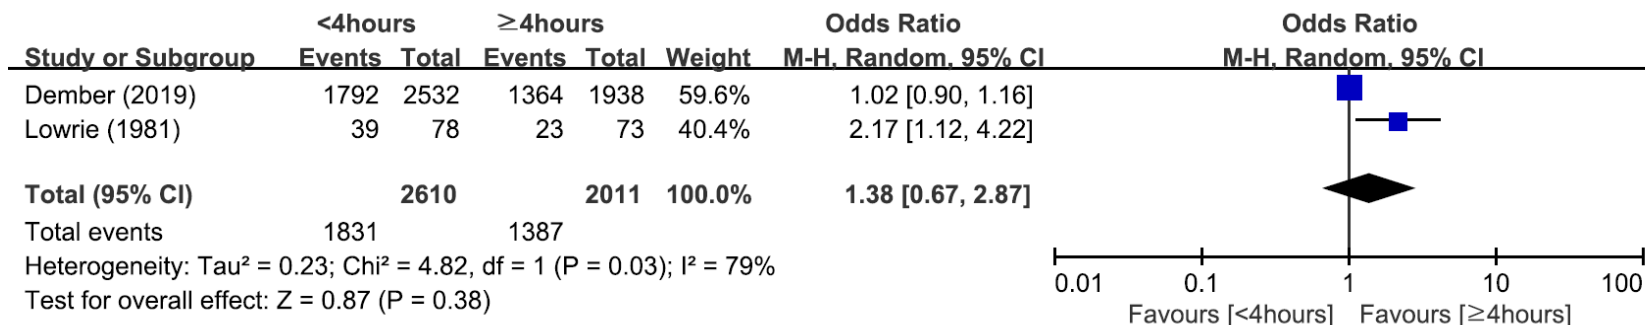 <4hours ≥4hours Odds Ratio Odds Ratio
Study or Subgroup Events Total Events Total Weight M-H, Random, 95% CI M-H, Random, 95% CI
Dember (2019) 1792 2532 1364 1938 59.6% 1.02 [0.90, 1.16]
Lowrie (1981) 39 78 23 73 40.4% 2.17 [1.12, 4.22]
Total (95% CI) 2610 2011 100.0% 1.38 [0.67, 2.87]
Total events 1831 1387
Heterogeneity: Tau² = 0.23; Chi² = 4.82, df = 1 (P = 0.03); I² = 79%
Test for overall effect: Z = 0.87 (P = 0.38)
0.01 0.1 1 10 100
Favours [<4hours] Favours [≥4hours]